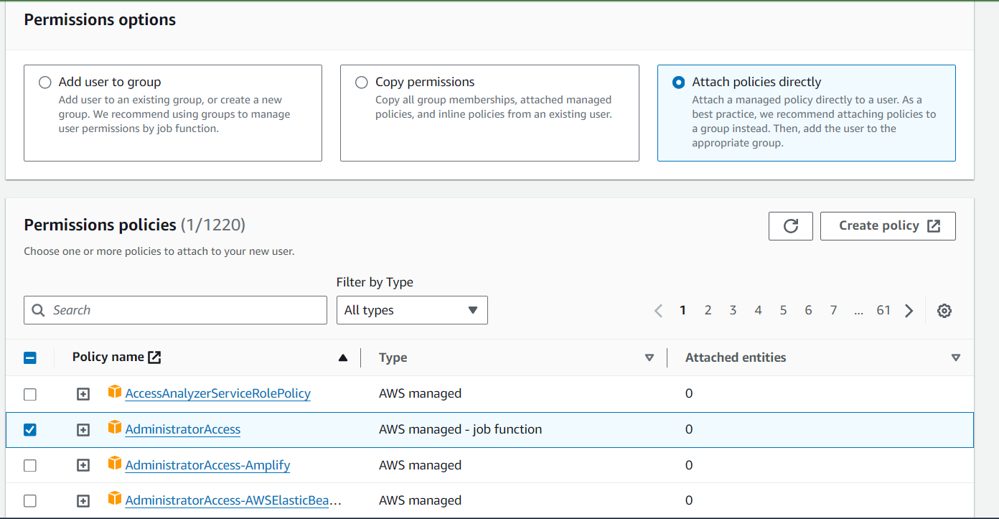 Permissions options
Add user to group
Add user to an existing group, or create a new
group. We recommend using groups to manage
user permissions by job function.
Copy permissions
Copy all group memberships, attached managed
policies, and inline policies from an existing user.
Attach policies directly
Attach a managed policy directly to a user. As a
best practice, we recommend attaching policies to
a group instead. Then, add the user to the
appropriate group.
Permissions policies (1/1220)
Create policy
Choose one or more policies to attach to your new user.
Filter by Type
Search
All types
1 2 3 4 5 6 7 ... 61
Policy name Type Attached entities
AccessAnalyzerServiceRolePolicy AWS managed 0
AdministratorAccess AWS managed - job function 0
AdministratorAccess-Amplify AWS managed 0
AdministratorAccess-AWSElasticBea... AWS managed 0